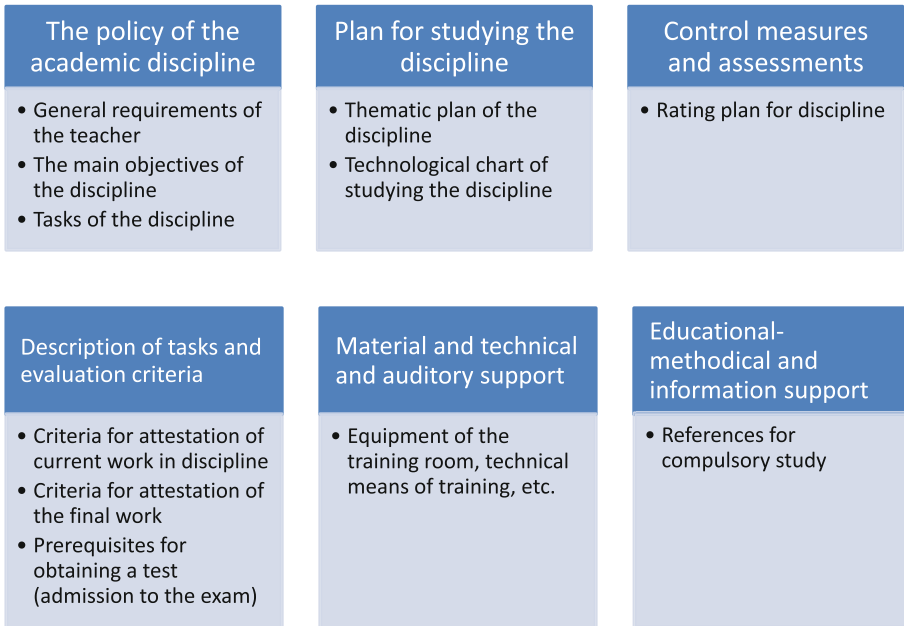 The policy of the
academic discipline
• General requirements of
the teacher
• The main objectives of
the discipline
• Tasks of the discipline
Plan for studying the
discipline
• Thematic plan of the
discipline
• Technological chart of
studying the discipline
Control measures
and assessments
• Rating plan for discipline
Description of tasks and
evaluation criteria
• Criteria for attestation of
current work in discipline
• Criteria for attestation of
the final work
• Prerequisites for
obtaining a test
(admission to the exam)
Material and technical
and auditory support
• Equipment of the
training room, technical
means of training, etc.
Educational-
methodical and
information support
• References for
compulsory study